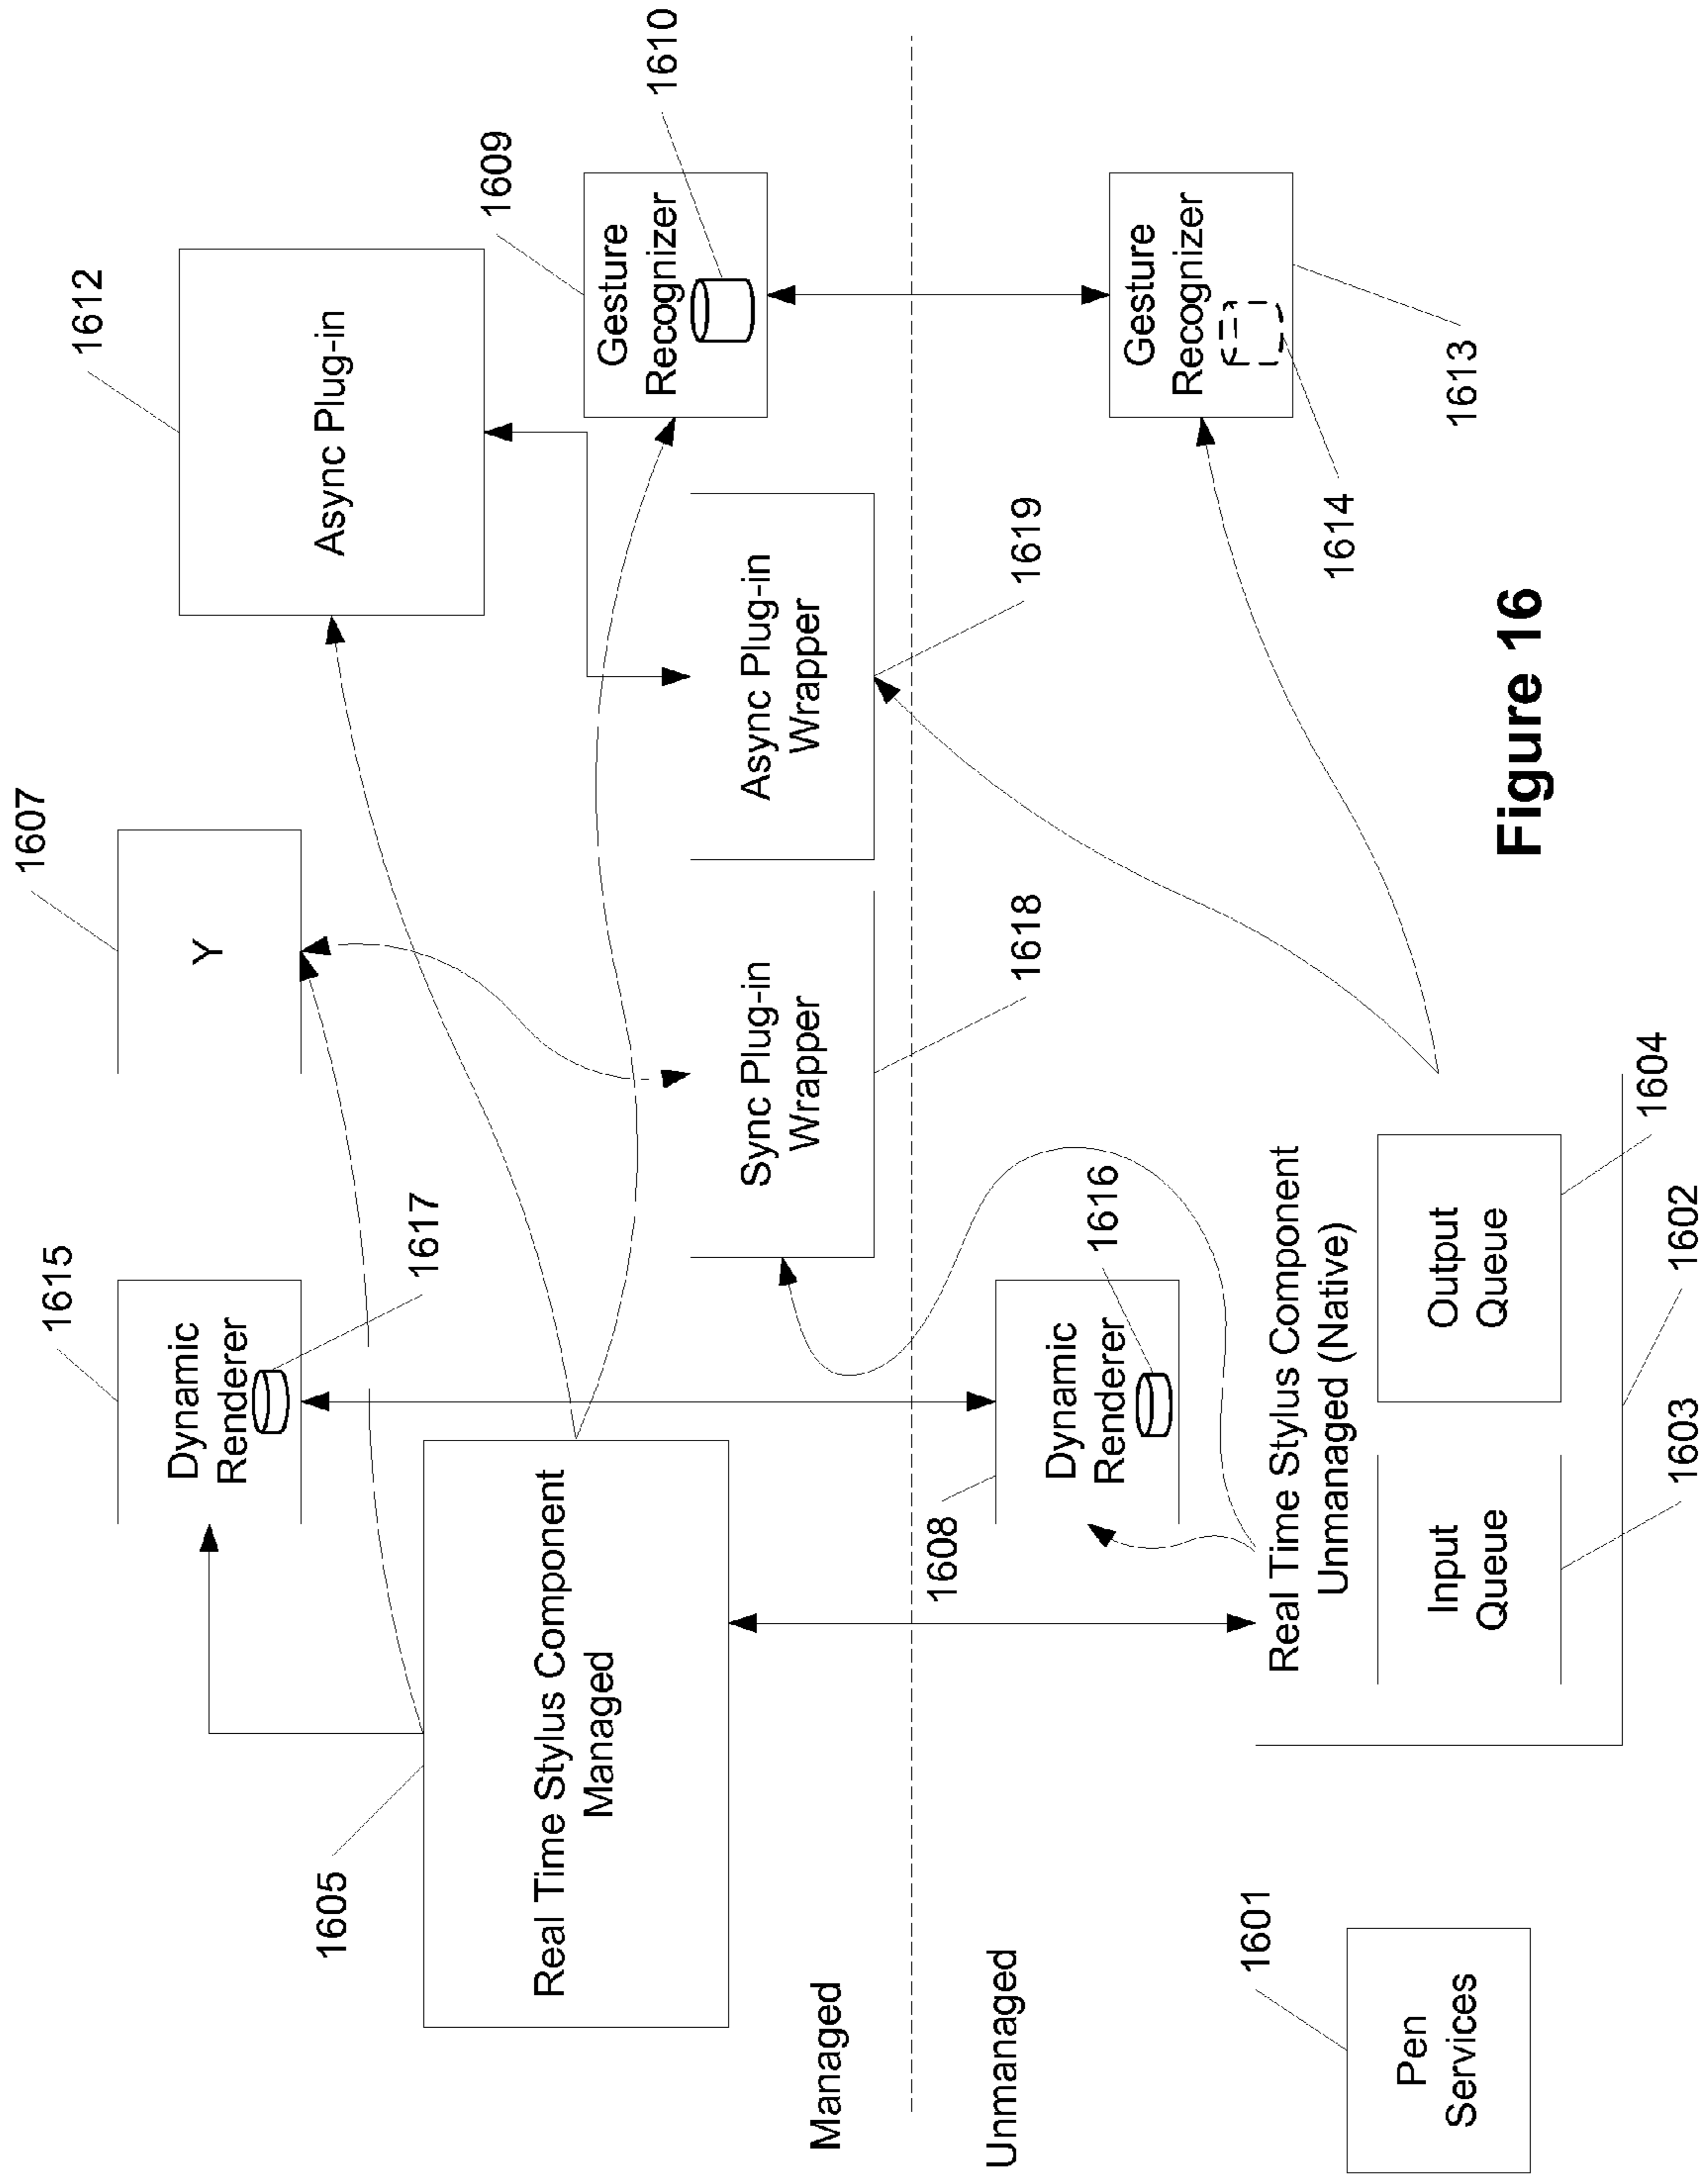 1615
Dynamic
Renderer
1617
1607
Y
1612
Async Plug-in
1605
Real Time Stylus Component
Managed
Sync Plug-in
Wrapper
1618
Async Plug-in
Wrapper
1619
1609
Gesture
Recognizer
1610
Managed
Unmanaged
1608
Dynamic
Renderer
1616
Gesture
Recognizer
1614
1613
1601
Pen
Services
Real Time Stylus Component
Unmanaged (Native)
Input
Queue
Output
Queue
1603
1602
1604
Figure 16